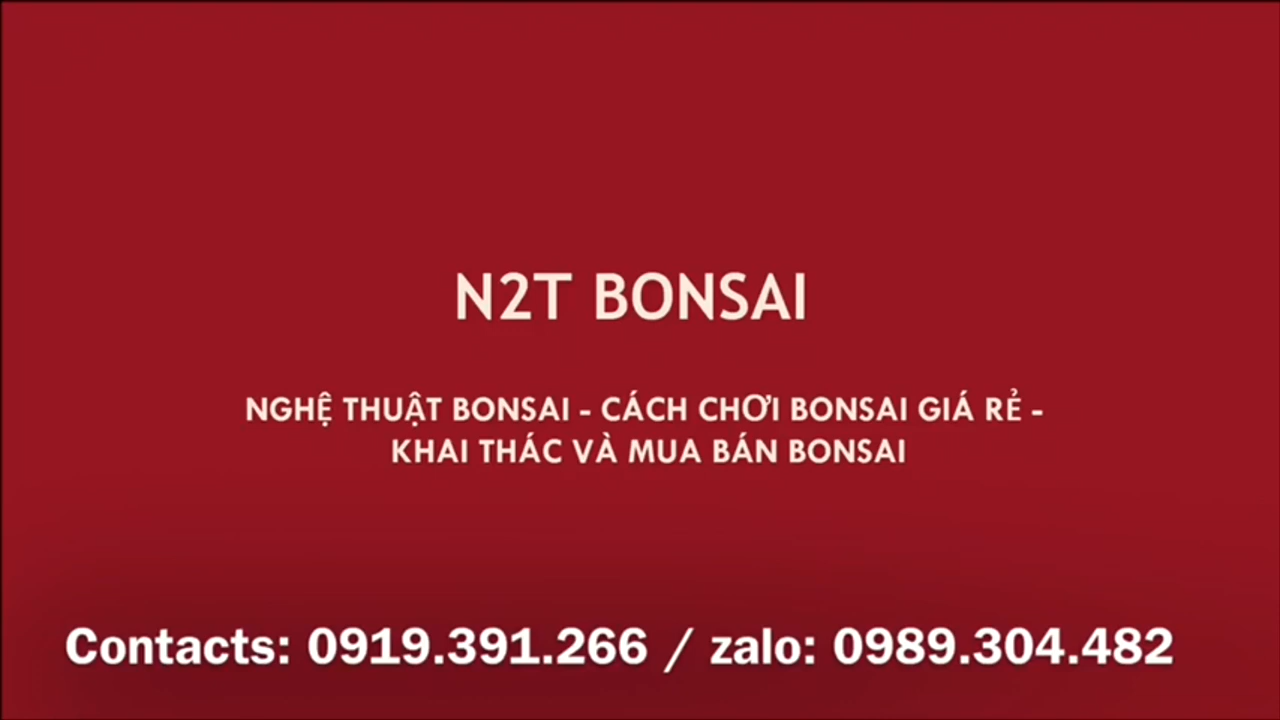 N2T BONSAI
NGHỆ THUẬT BONSAI - CÁCH CHƠI BONSAI GIÁ RẺ -
KHAI THÁC VÀ MUA BÁN BONSAI
Contacts: 0919.391.266 / zalo: 0989.304.482